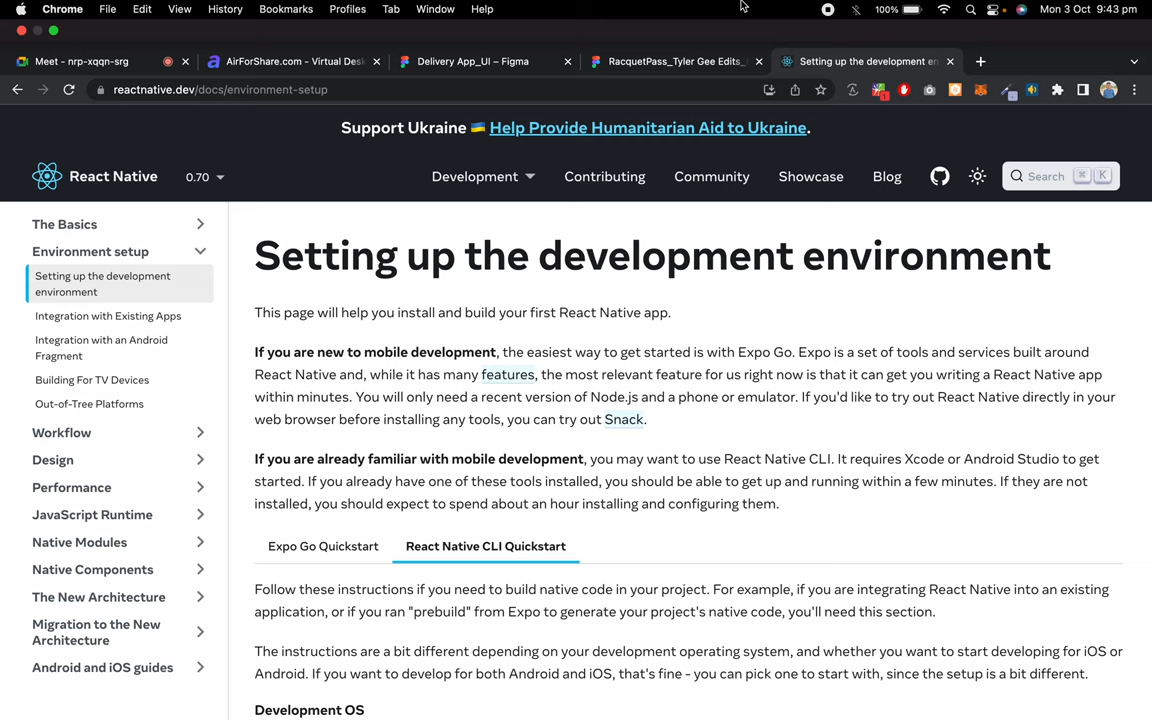 Chrome File Edit View History Bookmarks Profiles Tab Window Help 100% Mon 3 Oct 9:43 pm
Meet - nrp-xqqn-srg AirForShare.com - Virtual Des Delivery App_UI – Figma RacquetPass_Tyler Gee Edits_ Setting up the development en
reactnative.dev/docs/environment-setup
Support Ukraine 🇺🇦 Help Provide Humanitarian Aid to Ukraine.
React Native 0.70 Development Contributing Community Showcase Blog Search ⌘ K
The Basics
Environment setup
Setting up the development
environment
Integration with Existing Apps
Integration with an Android
Fragment
Building For TV Devices
Out-of-Tree Platforms
Workflow
Design
Performance
JavaScript Runtime
Native Modules
Native Components
The New Architecture
Migration to the New
Architecture
Android and iOS guides
Setting up the development environment
This page will help you install and build your first React Native app.
If you are new to mobile development, the easiest way to get started is with Expo Go. Expo is a set of tools and services built around
React Native and, while it has many features, the most relevant feature for us right now is that it can get you writing a React Native app
within minutes. You will only need a recent version of Node.js and a phone or emulator. If you'd like to try out React Native directly in your
web browser before installing any tools, you can try out Snack.
If you are already familiar with mobile development, you may want to use React Native CLI. It requires Xcode or Android Studio to get
started. If you already have one of these tools installed, you should be able to get up and running within a few minutes. If they are not
installed, you should expect to spend about an hour installing and configuring them.
Expo Go Quickstart React Native CLI Quickstart
Follow these instructions if you need to build native code in your project. For example, if you are integrating React Native into an existing
application, or if you ran "prebuild" from Expo to generate your project's native code, you'll need this section.
The instructions are a bit different depending on your development operating system, and whether you want to start developing for iOS or
Android. If you want to develop for both Android and iOS, that's fine - you can pick one to start with, since the setup is a bit different.
Development OS